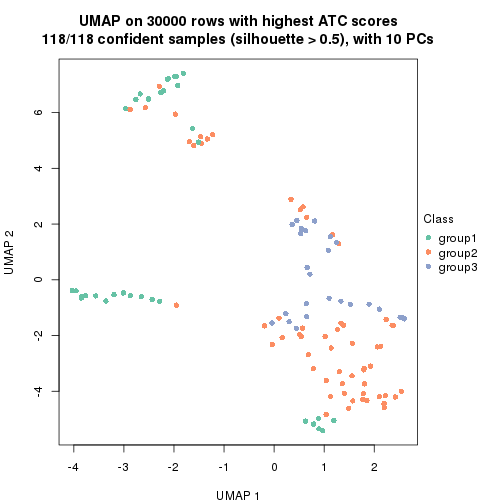 UMAP on 30000 rows with highest ATC scores
118/118 confident samples (silhouette > 0.5), with 10 PCs
6
4
2
0
-2
-4
UMAP 2
-4 -3 -2 -1 0 1 2
UMAP 1
Class
group1
group2
group3